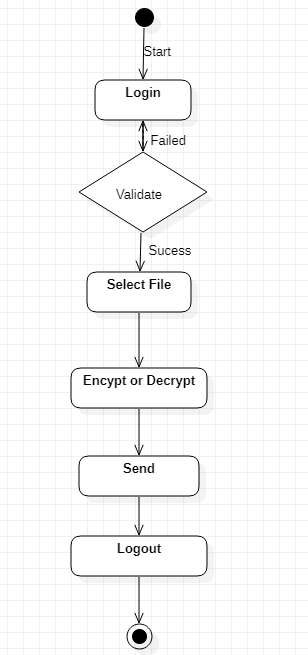 Start
Login
Failed
Validate
Sucess
Select File
Encypt or Decrypt
Send
Logout